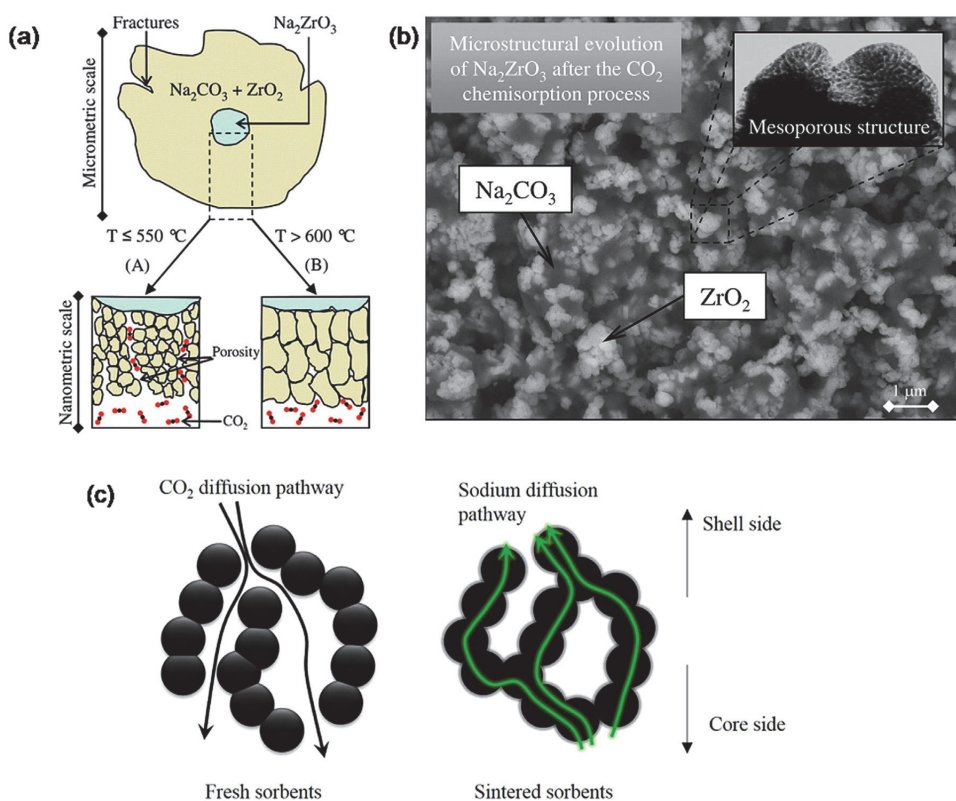 (a)
Fractures
Na₂ZrO₃
Na₂CO₃ + ZrO₂
Micrometric scale
T ≤ 550 °C
T > 600 °C
(A)
(B)
Nanometric scale
Porosity
CO₂
(b)
Microstructural evolution
of Na₂ZrO₃ after the CO₂
chemisorption process
Mesoporous structure
Na₂CO₃
ZrO₂
1 μm
(c)
CO₂ diffusion pathway
Fresh sorbents
Sodium diffusion
pathway
Shell side
Core side
Sintered sorbents